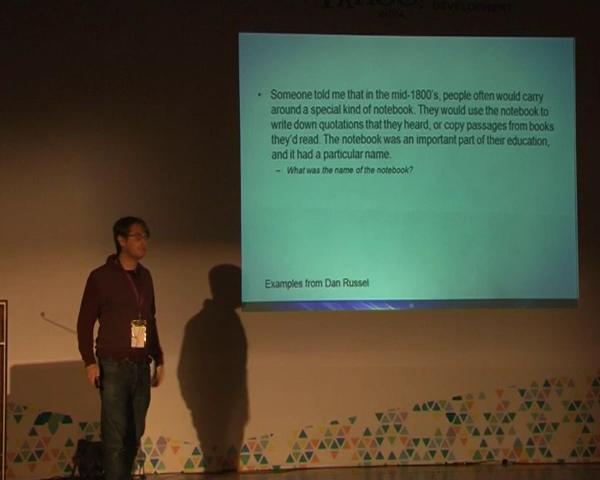 DEVELOPMENT
• Someone told me that in the mid-1800's, people often would carry
around a special kind of notebook. They would use the notebook to
write down quotations that they heard, or copy passages from books
they'd read. The notebook was an important part of their education,
and it had a particular name.
– What was the name of the notebook?
Examples from Dan Russel